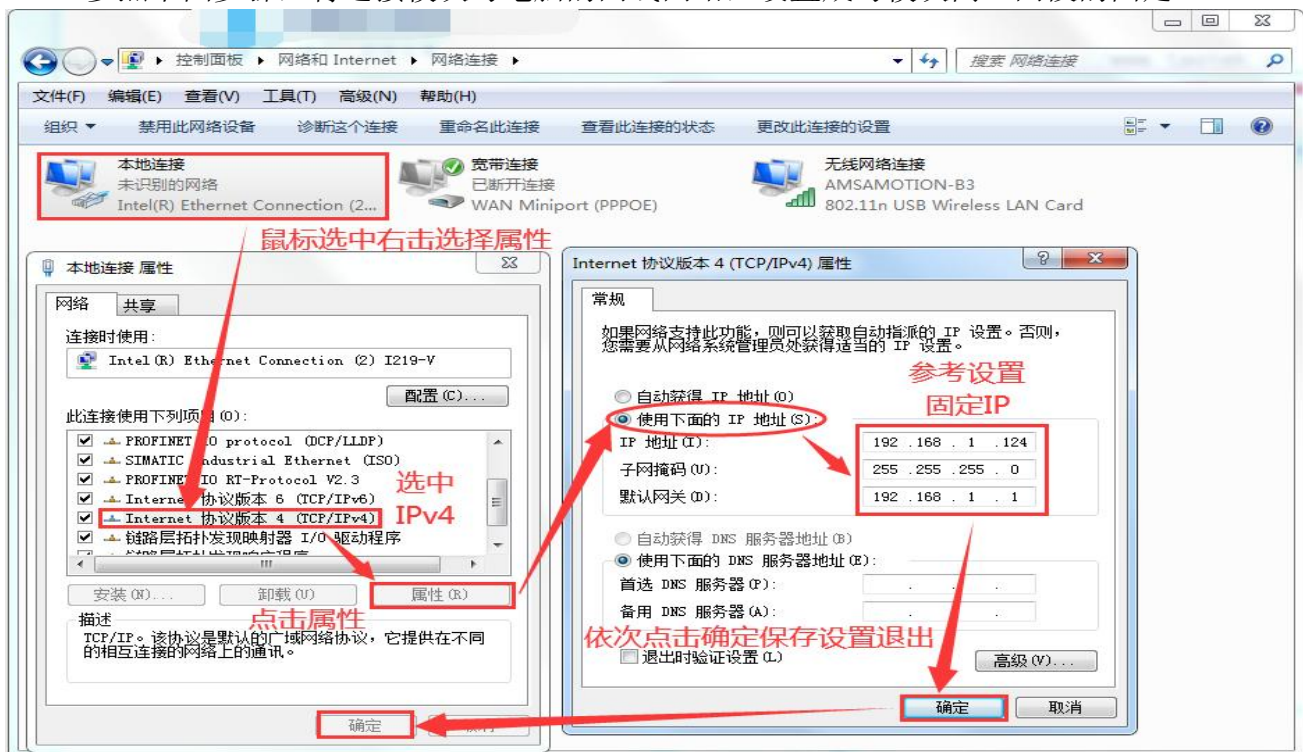 控制面板 ▸ 网络和 Internet ▸ 网络连接 ▸
搜索 网络连接
文件(F) 编辑(E) 查看(V) 工具(T) 高级(N) 帮助(H)
组织 禁用此网络设备 诊断这个连接 重命名此连接 查看此连接的状态 更改此连接的设置
本地连接
未识别的网络
Intel(R) Ethernet Connection (2...
宽带连接
已断开连接
WAN Miniport (PPPOE)
无线网络连接
AMSAMOTION-B3
802.11n USB Wireless LAN Card
鼠标选中右击选择属性
本地连接 属性
网络 共享
连接时使用:
Intel(R) Ethernet Connection (2) I219-V
配置(C)...
此连接使用下列项目(O):
PROFINET IO protocol (DCP/LLDP)
SIMATIC Industrial Ethernet (ISO)
PROFINET IO RT-Protocol V2.3
Internet 协议版本 6 (TCP/IPv6)
Internet 协议版本 4 (TCP/IPv4)
链路层拓扑发现映射器 I/O 驱动程序
选中
IPv4
安装(N)... 卸载(U) 属性(R)
点击属性
描述
TCP/IP。该协议是默认的广域网络协议，它提供在不同
的相互连接的网络上的通讯。
确定
Internet 协议版本 4 (TCP/IPv4) 属性
常规
如果网络支持此功能，则可以获取自动指派的 IP 设置。否则，
您需要从网络系统管理员处获得适当的 IP 设置。
参考设置
固定IP
自动获得 IP 地址(O)
使用下面的 IP 地址(S):
IP 地址(I): 192 .168 . 1 .124
子网掩码(U): 255 .255 .255 . 0
默认网关(D): 192 .168 . 1 . 1
自动获得 DNS 服务器地址(B)
使用下面的 DNS 服务器地址(E):
首选 DNS 服务器(P):
备用 DNS 服务器(A):
依次点击确定保存设置退出
退出时验证设置(L)
高级(V)...
确定 取消